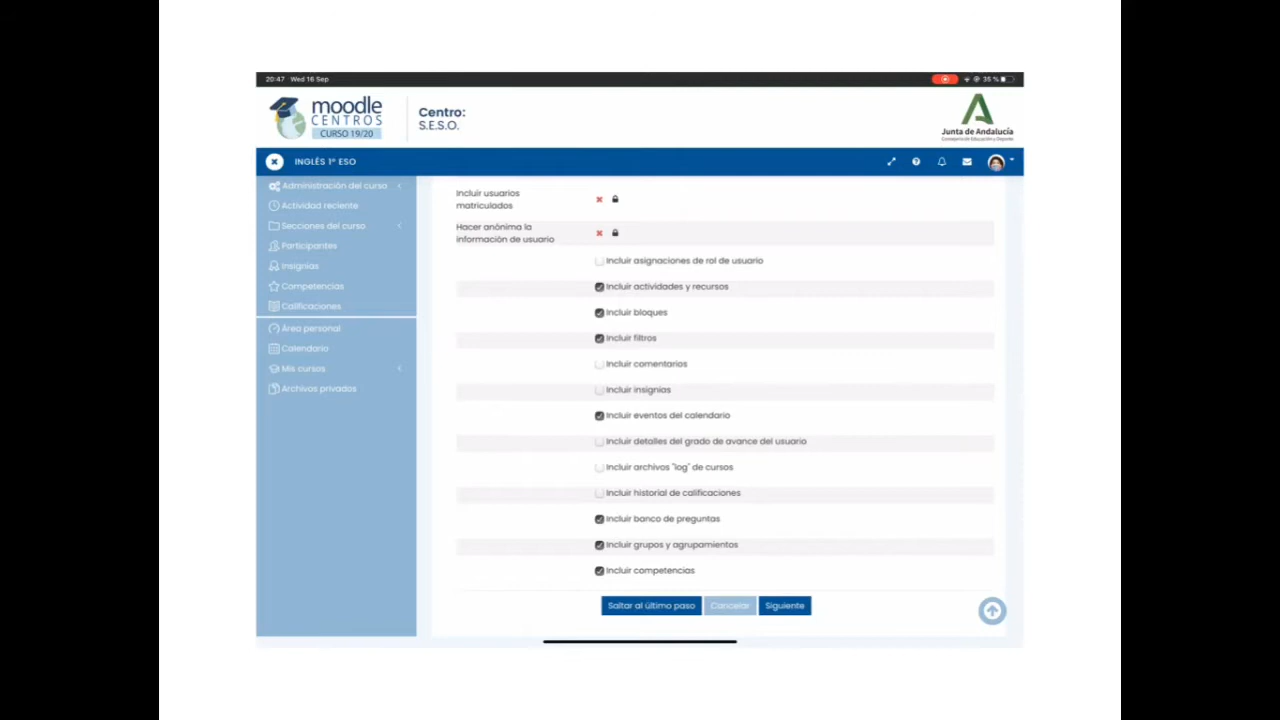 20:47 Wed 16 Sep
35 %
moodle
CENTROS
CURSO 19/20
Centro:
S.E.S.O.
Junta de Andalucía
Consejería de Educación y Deporte
INGLÉS 1º ESO
Administración del curso
Actividad reciente
Secciones del curso
Participantes
Insignias
Competencias
Calificaciones
Área personal
Calendario
Mis cursos
Archivos privados
Incluir usuarios
matriculados
Hacer anónima la
información de usuario
Incluir asignaciones de rol de usuario
Incluir actividades y recursos
Incluir bloques
Incluir filtros
Incluir comentarios
Incluir insignias
Incluir eventos del calendario
Incluir detalles del grado de avance del usuario
Incluir archivos "log" de cursos
Incluir historial de calificaciones
Incluir banco de preguntas
Incluir grupos y agrupamientos
Incluir competencias
Saltar al último paso
Cancelar
Siguiente